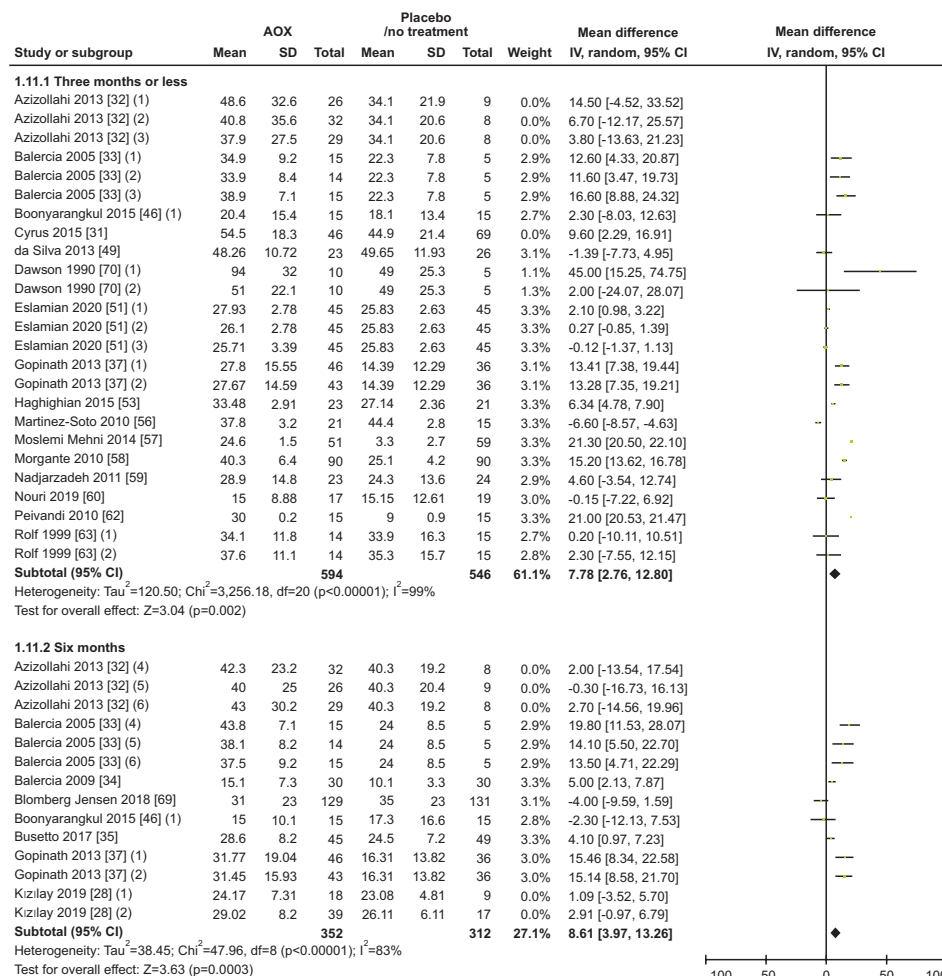 AOX Placebo /no treatment Mean difference Mean difference
Study or subgroup Mean SD Total Mean SD Total Weight IV, random, 95% CI IV, random, 95% CI
1.11.1 Three months or less
Azizollahi 2013 [32] (1) 48.6 32.6 26 34.1 21.9 9 0.0% 14.50 [-4.52, 33.52]
Azizollahi 2013 [32] (2) 40.8 35.6 32 34.1 20.6 8 0.0% 6.70 [-12.17, 25.57]
Azizollahi 2013 [32] (3) 37.9 27.5 29 34.1 20.6 8 0.0% 3.80 [-13.63, 21.23]
Balercia 2005 [33] (1) 34.9 9.2 15 22.3 7.8 5 2.9% 12.60 [4.33, 20.87]
Balercia 2005 [33] (2) 33.9 8.4 14 22.3 7.8 5 2.9% 11.60 [3.47, 19.73]
Balercia 2005 [33] (3) 38.9 7.1 15 22.3 7.8 5 2.9% 16.60 [8.88, 24.32]
Boonyarangkul 2015 [46] (1) 20.4 15.4 15 18.1 13.4 15 2.7% 2.30 [-8.03, 12.63]
Cyrus 2015 [31] 54.5 18.3 46 44.9 21.4 69 3.0% 9.60 [2.29, 16.91]
da Silva 2013 [49] 48.26 10.72 23 49.65 11.93 26 3.1% -1.39 [-7.73, 4.95]
Dawson 1990 [70] (1) 94 32 10 49 25.3 5 1.1% 45.00 [15.25, 74.75]
Dawson 1990 [70] (2) 51 22.1 10 49 25.3 5 1.3% 2.00 [-24.07, 28.07]
Eslamian 2020 [51] (1) 27.93 2.78 45 25.83 2.63 45 3.3% 2.10 [0.98, 3.22]
Eslamian 2020 [51] (2) 26.1 2.78 45 25.83 2.63 45 3.3% 0.27 [-0.85, 1.39]
Eslamian 2020 [51] (3) 25.71 3.39 45 25.83 2.63 45 3.3% -0.12 [-1.37, 1.13]
Gopinath 2013 [37] (1) 27.8 15.55 46 14.39 12.29 36 3.1% 13.41 [7.38, 19.44]
Gopinath 2013 [37] (2) 27.67 14.59 43 14.39 12.29 36 3.1% 13.28 [7.35, 19.21]
Haghighian 2015 [53] 33.48 2.91 23 27.14 2.36 21 3.3% 6.34 [4.78, 7.90]
Martinez-Soto 2010 [56] 37.8 3.2 21 44.4 2.8 15 3.3% -6.60 [-8.57, -4.63]
Moslemi Mehni 2014 [57] 24.6 1.5 51 3.3 2.7 59 3.3% 21.30 [20.50, 22.10]
Morgante 2010 [58] 40.3 6.4 90 25.1 4.2 90 3.3% 15.20 [13.62, 16.78]
Nadjarzadeh 2011 [59] 28.9 14.8 23 24.3 13.6 24 2.9% 4.60 [-3.54, 12.74]
Nouri 2019 [60] 15 8.88 17 15.15 12.61 19 3.0% -0.15 [-7.22, 6.92]
Peivandi 2010 [62] 30 0.2 15 9 0.9 15 3.3% 21.00 [20.53, 21.47]
Rolf 1999 [63] (1) 34.1 11.8 14 33.9 16.3 15 2.7% 0.20 [-10.11, 10.51]
Rolf 1999 [63] (2) 37.6 11.1 14 35.3 15.7 15 2.8% 2.30 [-7.55, 12.15]
Subtotal (95% CI) 594 546 61.1% 7.78 [2.76, 12.80]
Heterogeneity: Tau²=120.50; Chi²=3,256.18, df=20 (p<0.00001); I²=99%
Test for overall effect: Z=3.04 (p=0.002)
1.11.2 Six months
Azizollahi 2013 [32] (4) 42.3 23.2 32 40.3 19.2 8 0.0% 2.00 [-13.54, 17.54]
Azizollahi 2013 [32] (5) 40 25 26 40.3 20.4 9 0.0% -0.30 [-16.73, 16.13]
Azizollahi 2013 [32] (6) 43 30.2 29 40.3 19.2 8 0.0% 2.70 [-14.56, 19.96]
Balercia 2005 [33] (4) 43.8 7.1 15 24 8.5 5 2.9% 19.80 [11.53, 28.07]
Balercia 2005 [33] (5) 38.1 8.2 14 24 8.5 5 2.9% 14.10 [5.50, 22.70]
Balercia 2005 [33] (6) 37.5 9.2 15 24 8.5 5 2.9% 13.50 [4.71, 22.29]
Balercia 2009 [34] 15.1 7.3 30 10.1 3.3 30 3.3% 5.00 [2.13, 7.87]
Blomberg Jensen 2018 [69] 31 23 129 35 23 131 3.1% -4.00 [-9.59, 1.59]
Boonyarangkul 2015 [46] (1) 15 10.1 15 17.3 16.6 15 2.8% -2.30 [-12.13, 7.53]
Busetto 2017 [35] 28.6 8.2 45 24.5 7.2 49 3.3% 4.10 [0.97, 7.23]
Gopinath 2013 [37] (1) 31.77 19.04 46 16.31 13.82 36 3.0% 15.46 [8.34, 22.58]
Gopinath 2013 [37] (2) 31.45 15.93 43 16.31 13.82 36 3.0% 15.14 [8.58, 21.70]
Kızılay 2019 [28] (1) 24.17 7.31 18 23.08 4.81 9 0.0% 1.09 [-3.52, 5.70]
Kızılay 2019 [28] (2) 29.02 8.2 39 26.11 6.11 17 0.0% 2.91 [-0.97, 6.79]
Subtotal (95% CI) 352 312 27.1% 8.61 [3.97, 13.26]
Heterogeneity: Tau²=38.45; Chi²=47.96, df=8 (p<0.00001); I²=83%
Test for overall effect: Z=3.63 (p=0.0003)
100 50 0 50 100